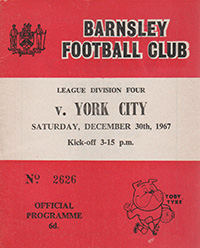 BARNSLEY
FOOTBALL CLUB
LEAGUE DIVISION FOUR
v. YORK CITY
SATURDAY, DECEMBER 30th, 1967
Kick-off 3-15 p.m.
No 2626
OFFICIAL
PROGRAMME
6d.
TOBY
TYKE